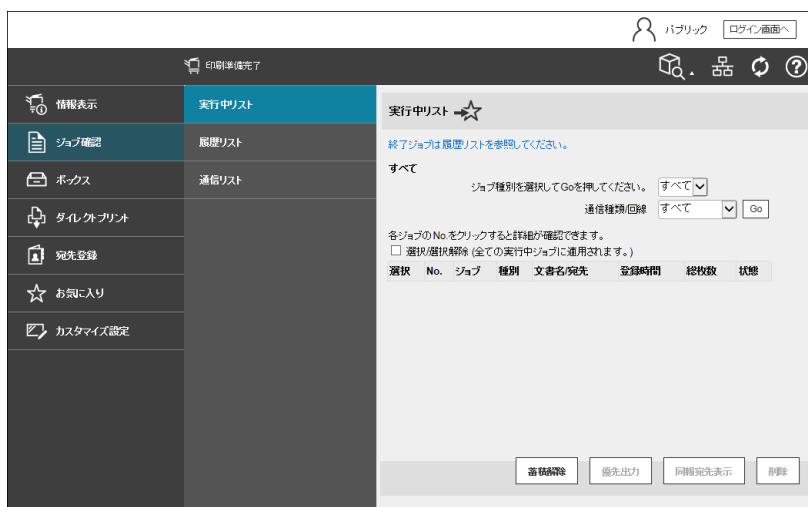 パブリック ログイン画面へ
印刷準備完了
情報表示
ジョブ確認
ボックス
ダイレクトプリント
宛先登録
お気に入り
カスタマイズ設定
実行中リスト
履歴リスト
通信リスト
実行中リスト
終了ジョブは履歴リストを参照してください。
すべて
ジョブ種別を選択してGoを押してください。 すべて
通信種類/回線 すべて Go
各ジョブのNo.をクリックすると詳細が確認できます。
選択/選択解除 (全ての実行中ジョブに適用されます。)
選択 No. ジョブ 種別 文書名/宛先 登録時間 総枚数 状態
蓄積解除 優先出力 同報宛先表示 削除